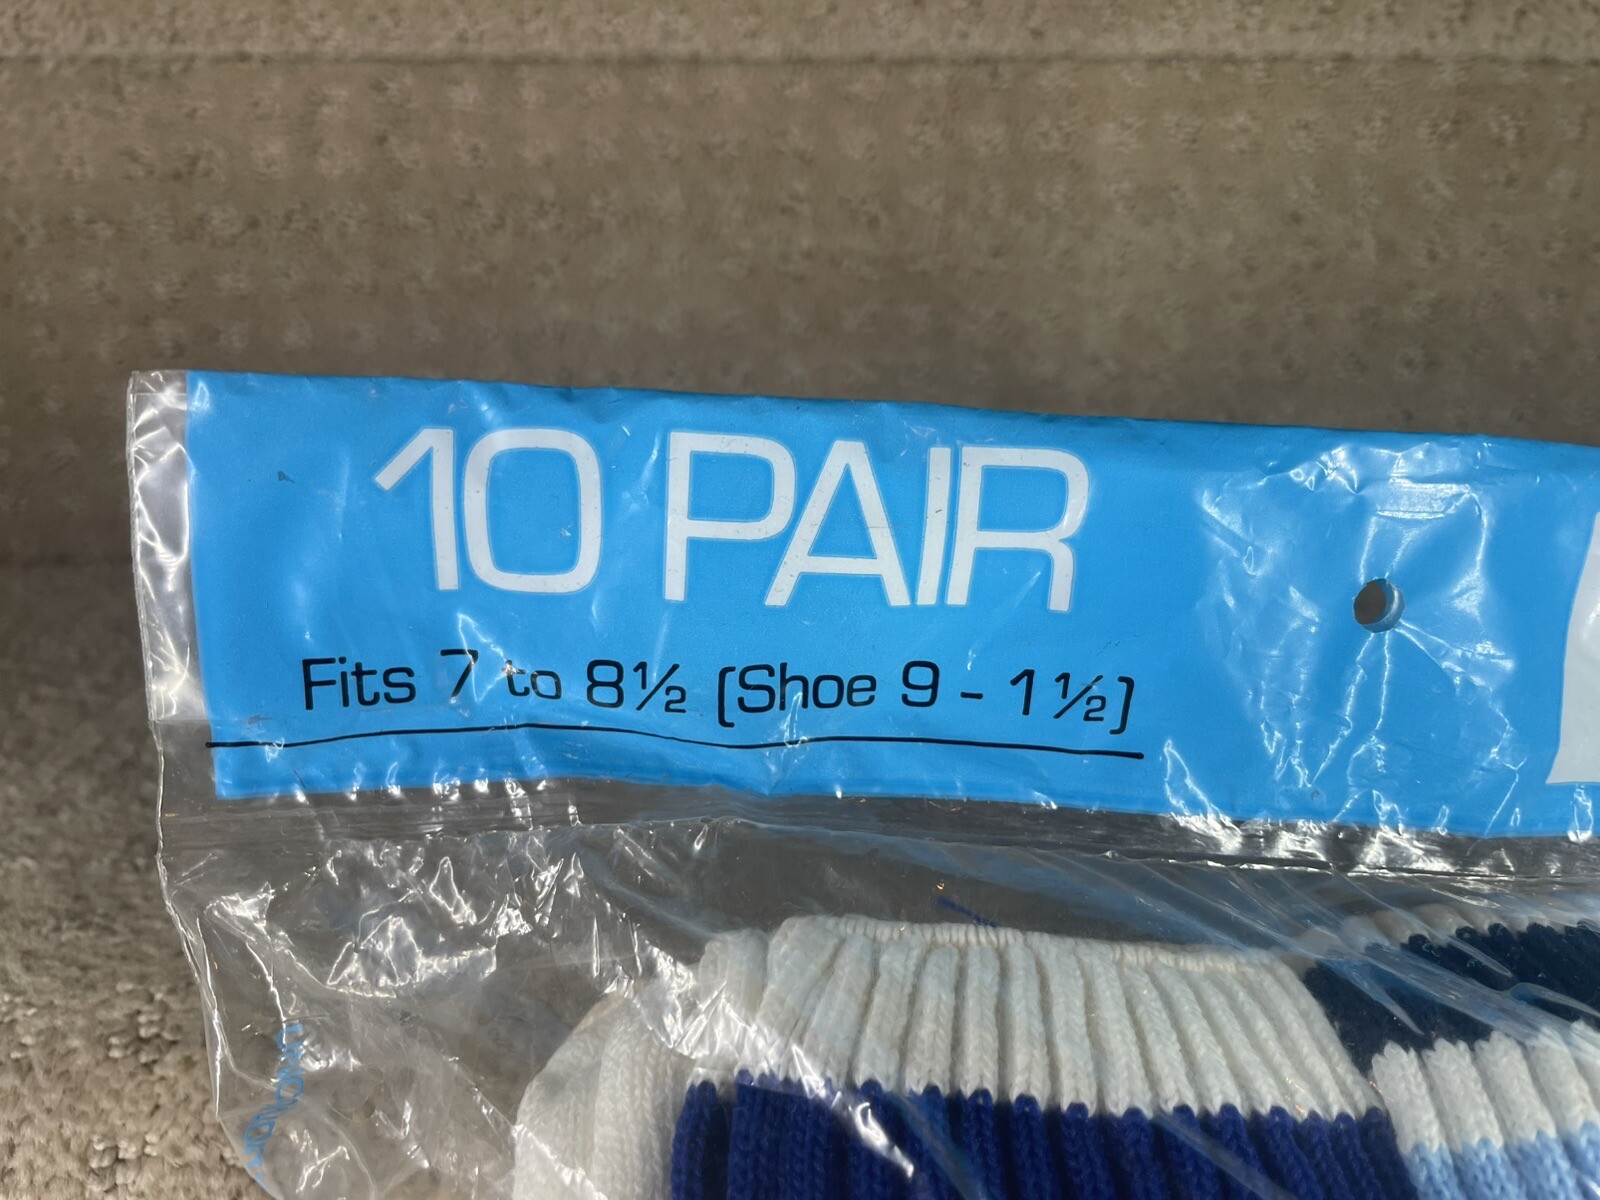 10 PAIR
Fits 7 to 8½ [Shoe 9 - 1½]